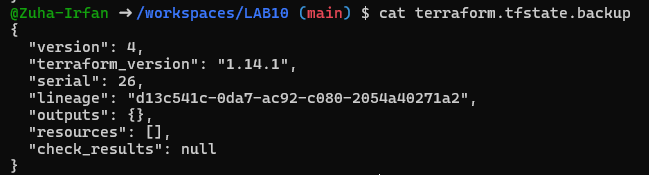 @Zuha-Irfan ➜/workspaces/LAB10 (main) $ cat terraform.tfstate.backup
{
  "version": 4,
  "terraform_version": "1.14.1",
  "serial": 26,
  "lineage": "d13c541c-0da7-ac92-c080-2054a40271a2",
  "outputs": {},
  "resources": [],
  "check_results": null
}